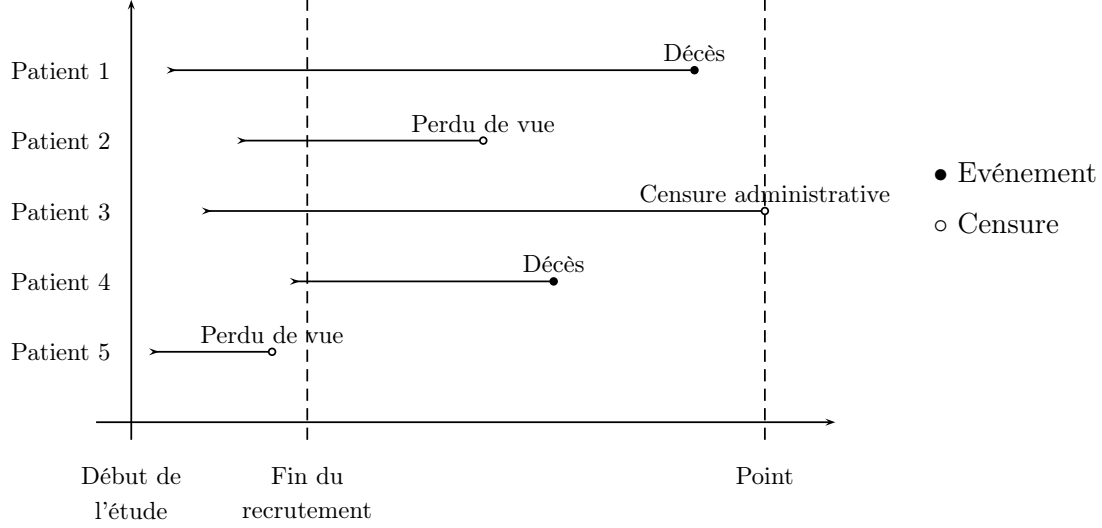 Décès
Patient 1
Perdu de vue
Patient 2
Evénement
Censure administrative
Patient 3
Censure
Décès
Patient 4
Perdu de vue
Patient 5
Début de
l'étude
Fin du
recrutement
Point